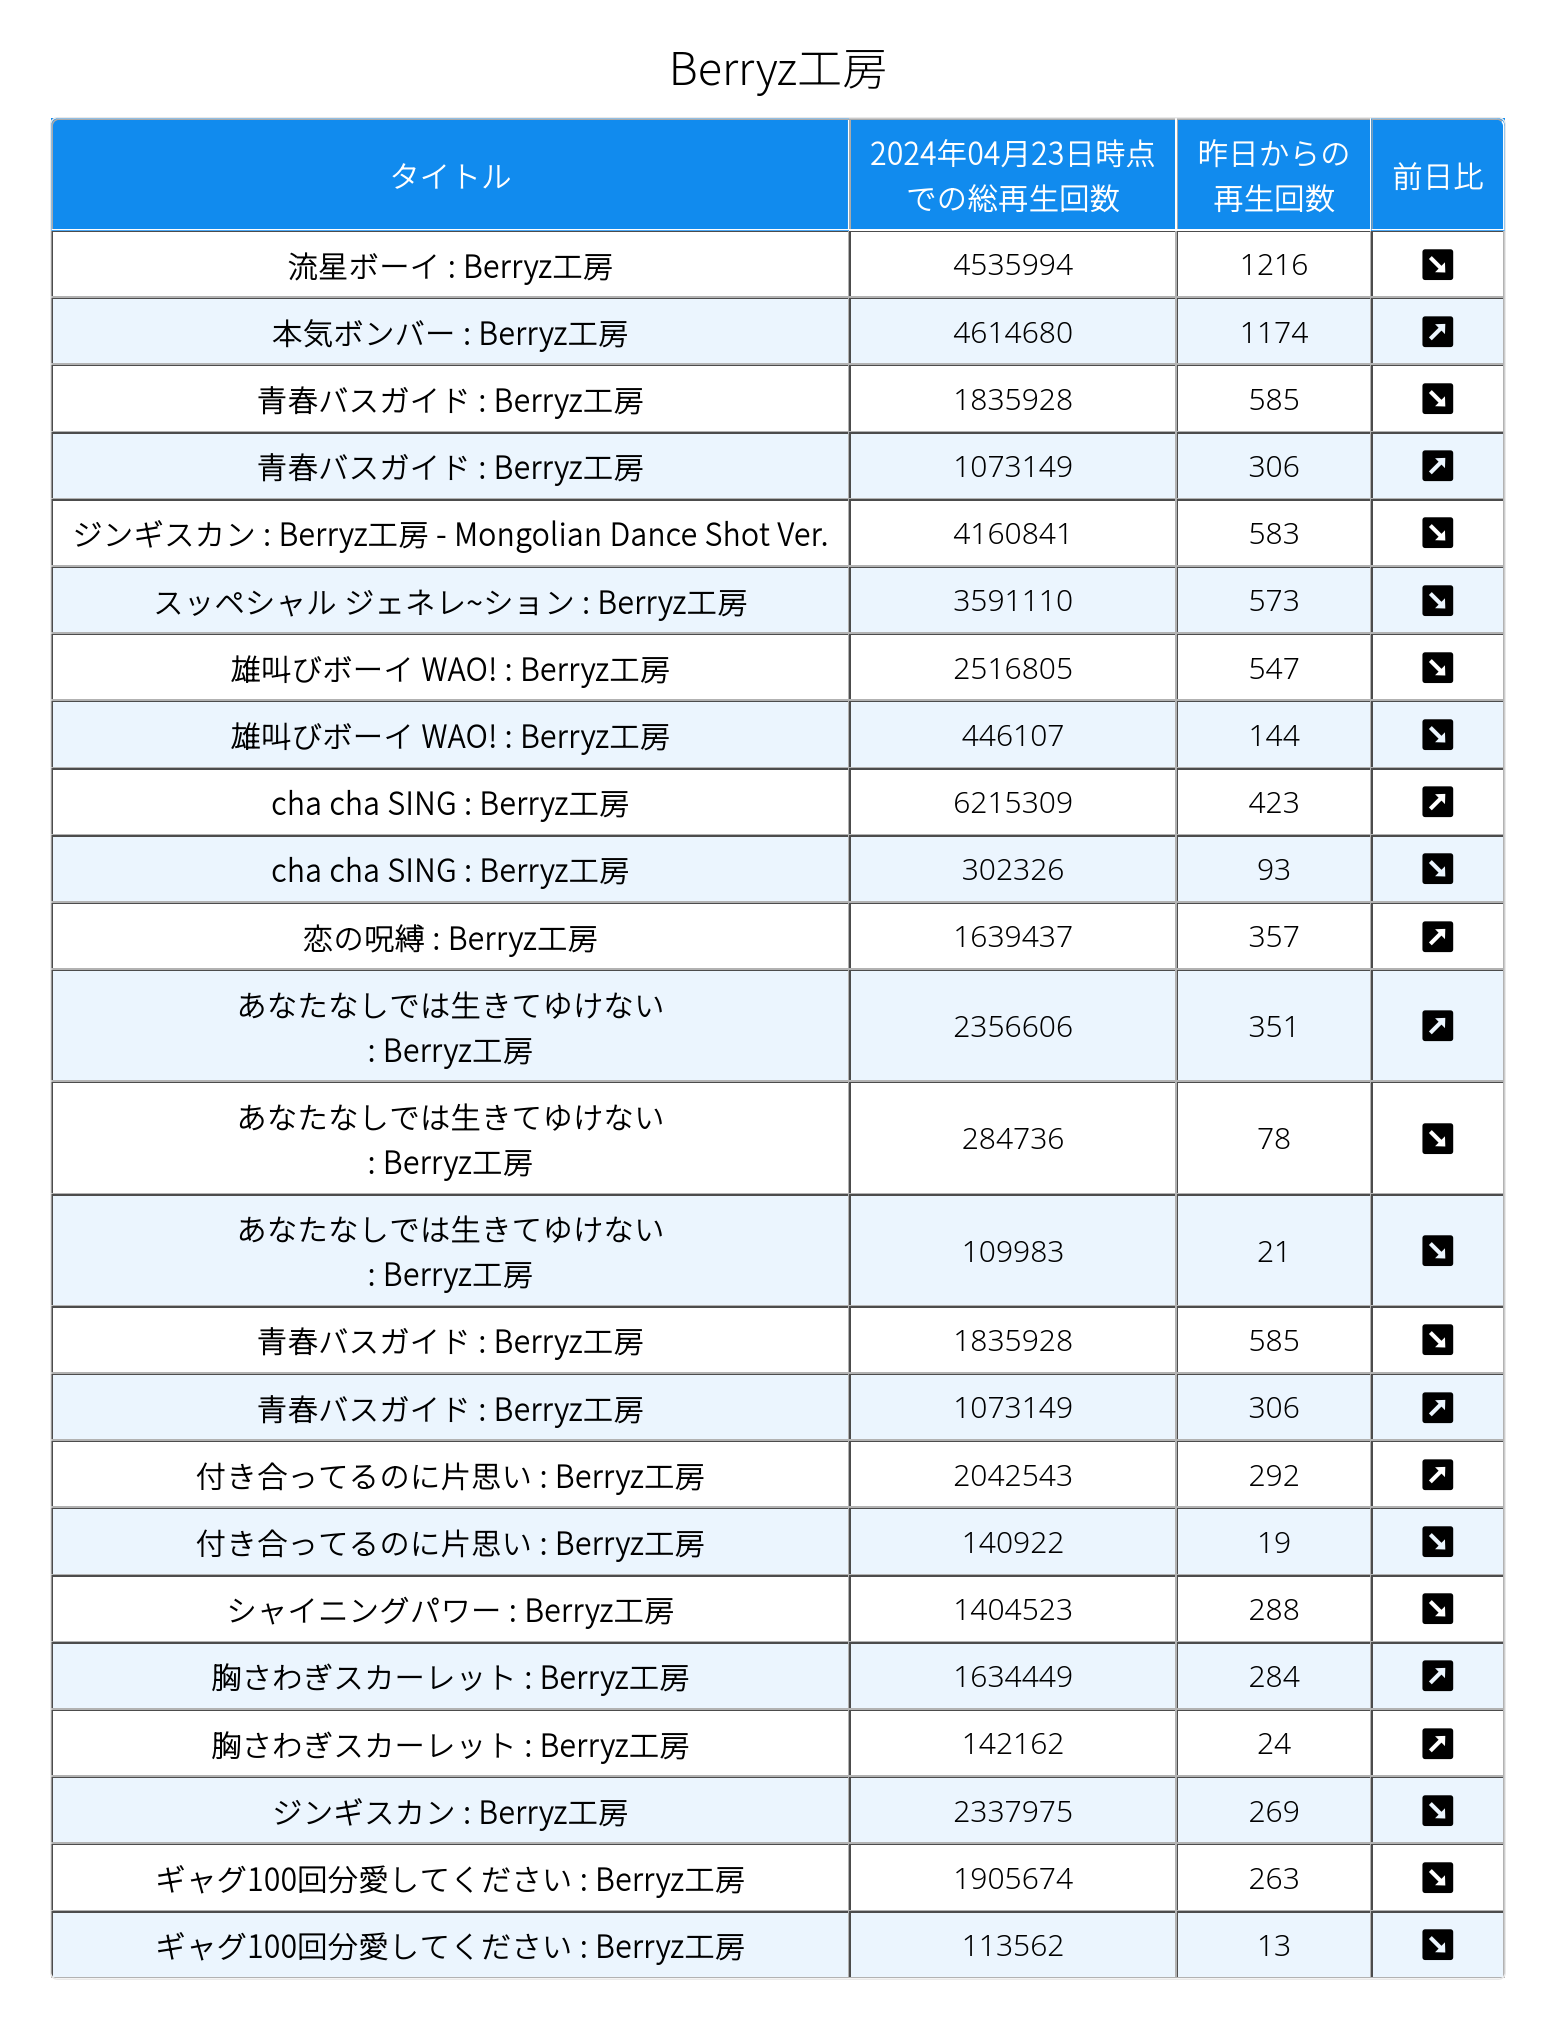 Berryz工房
タイトル 2024年04月23日時点 昨日からの 前日比
での総再生回数 再生回数
流星ボーイ : Berryz工房 4535994 1216 ↘
本気ボンバー : Berryz工房 4614680 1174 ↗
青春バスガイド : Berryz工房 1835928 585 ↘
青春バスガイド : Berryz工房 1073149 306 ↗
ジンギスカン : Berryz工房 - Mongolian Dance Shot Ver. 4160841 583 ↘
スッペシャル ジェネレ~ション : Berryz工房 3591110 573 ↘
雄叫びボーイ WAO! : Berryz工房 2516805 547 ↘
雄叫びボーイ WAO! : Berryz工房 446107 144 ↘
cha cha SING : Berryz工房 6215309 423 ↗
cha cha SING : Berryz工房 302326 93 ↘
恋の呪縛 : Berryz工房 1639437 357 ↗
あなたなしでは生きてゆけない
: Berryz工房 2356606 351 ↗
あなたなしでは生きてゆけない
: Berryz工房 284736 78 ↘
あなたなしでは生きてゆけない
: Berryz工房 109983 21 ↘
青春バスガイド : Berryz工房 1835928 585 ↘
青春バスガイド : Berryz工房 1073149 306 ↗
付き合ってるのに片思い : Berryz工房 2042543 292 ↗
付き合ってるのに片思い : Berryz工房 140922 19 ↘
シャイニングパワー : Berryz工房 1404523 288 ↘
胸さわぎスカーレット : Berryz工房 1634449 284 ↗
胸さわぎスカーレット : Berryz工房 142162 24 ↗
ジンギスカン : Berryz工房 2337975 269 ↘
ギャグ100回分愛してください : Berryz工房 1905674 263 ↘
ギャグ100回分愛してください : Berryz工房 113562 13 ↘